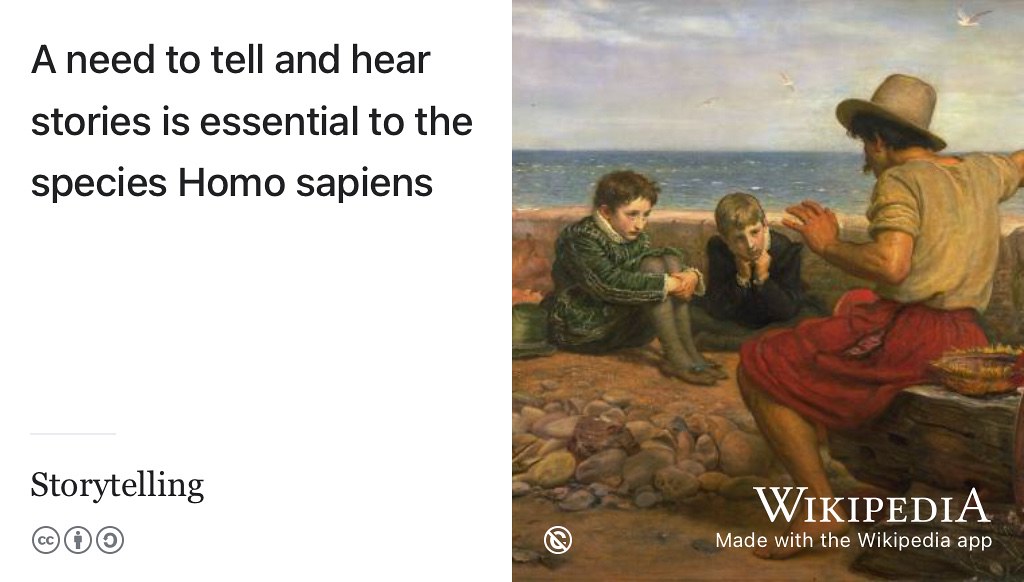 A need to tell and hear
stories is essential to the
species Homo sapiens
Storytelling
cc
WIKIPEDIA
Made with the Wikipedia app